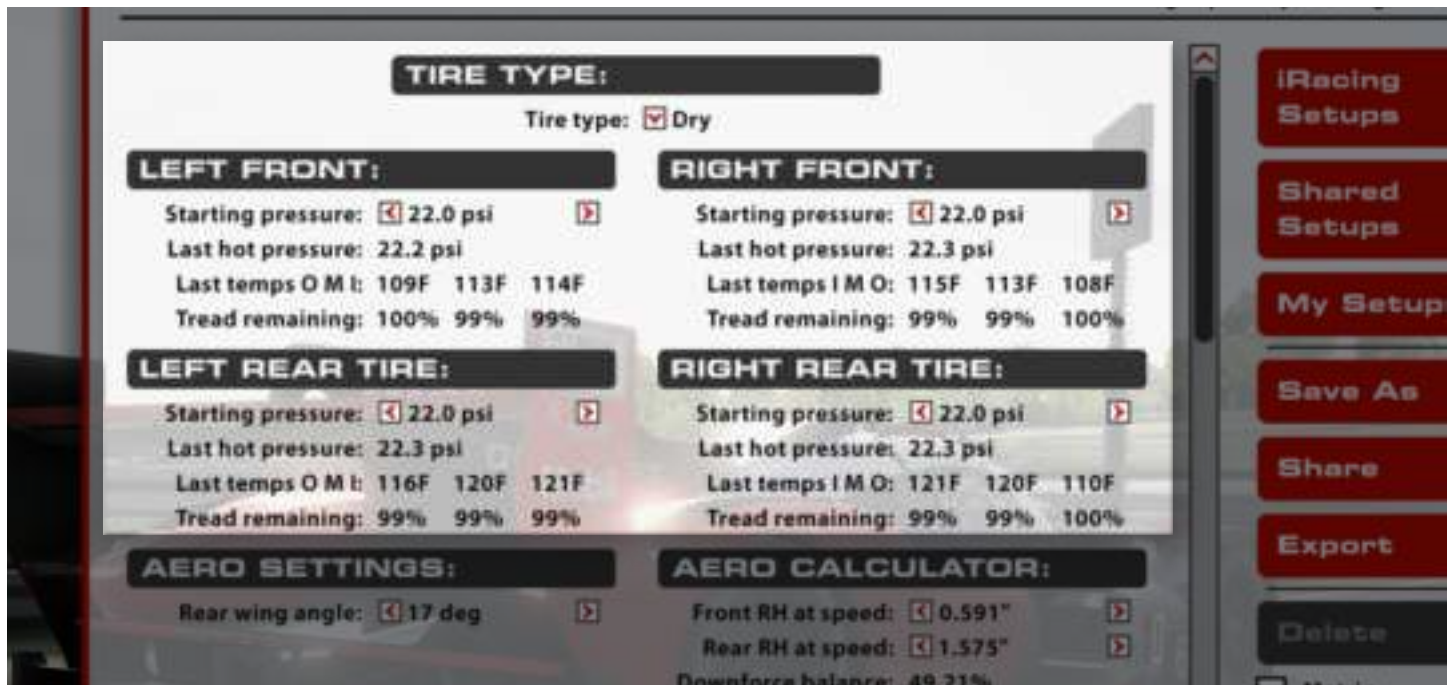 TIRE TYPE:
Tire type: Dry
LEFT FRONT:
Starting pressure: 22.0 psi
Last hot pressure: 22.2 psi
Last temps O M I: 109F 113F 114F
Tread remaining: 100% 99% 99%
RIGHT FRONT:
Starting pressure: 22.0 psi
Last hot pressure: 22.3 psi
Last temps I M O: 115F 113F 108F
Tread remaining: 99% 99% 100%
LEFT REAR TIRE:
Starting pressure: 22.0 psi
Last hot pressure: 22.3 psi
Last temps O M I: 116F 120F 121F
Tread remaining: 99% 99% 99%
RIGHT REAR TIRE:
Starting pressure: 22.0 psi
Last hot pressure: 22.3 psi
Last temps I M O: 121F 120F 110F
Tread remaining: 99% 99% 100%
AERO SETTINGS:
Rear wing angle: 17 deg
AERO CALCULATOR:
Front RH at speed: 0.591"
Rear RH at speed: 1.575"
Downforce balance: 49.21%
iRacing
Setups
Shared
Setups
My Setup
Save As
Share
Export
Delete